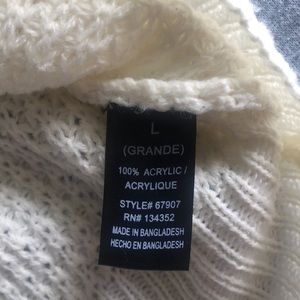 L
(GRANDE)
100% ACRYLIC /
ACRYLIQUE
STYLE# 67907
RN# 134352
MADE IN BANGLADESH
HECHO EN BANGLADESH